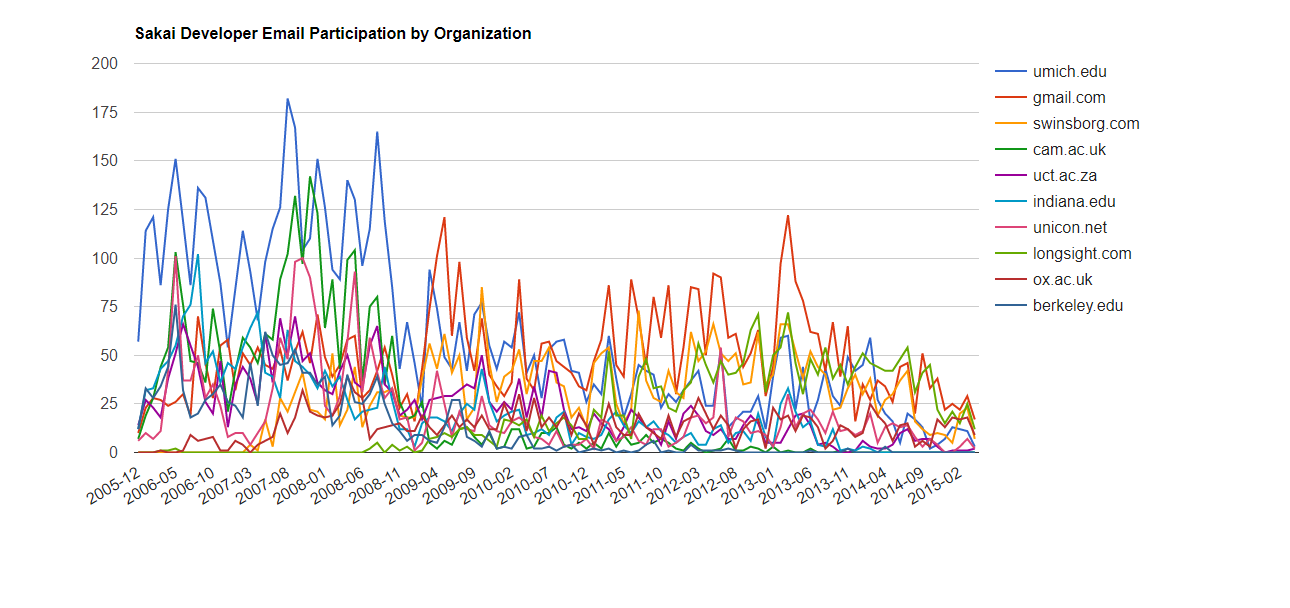 Sakai Developer Email Participation by Organization
200
175
150
125
100
75
50
25
0
2005-12
2006-05
2006-10
2007-03
2007-08
2008-01
2008-06
2008-11
2009-04
2009-09
2010-02
2010-07
2010-12
2011-05
2011-10
2012-03
2012-08
2013-01
2013-06
2013-11
2014-04
2014-09
2015-02
umich.edu
gmail.com
swinsborg.com
cam.ac.uk
uct.ac.za
indiana.edu
unicon.net
longsight.com
ox.ac.uk
berkeley.edu